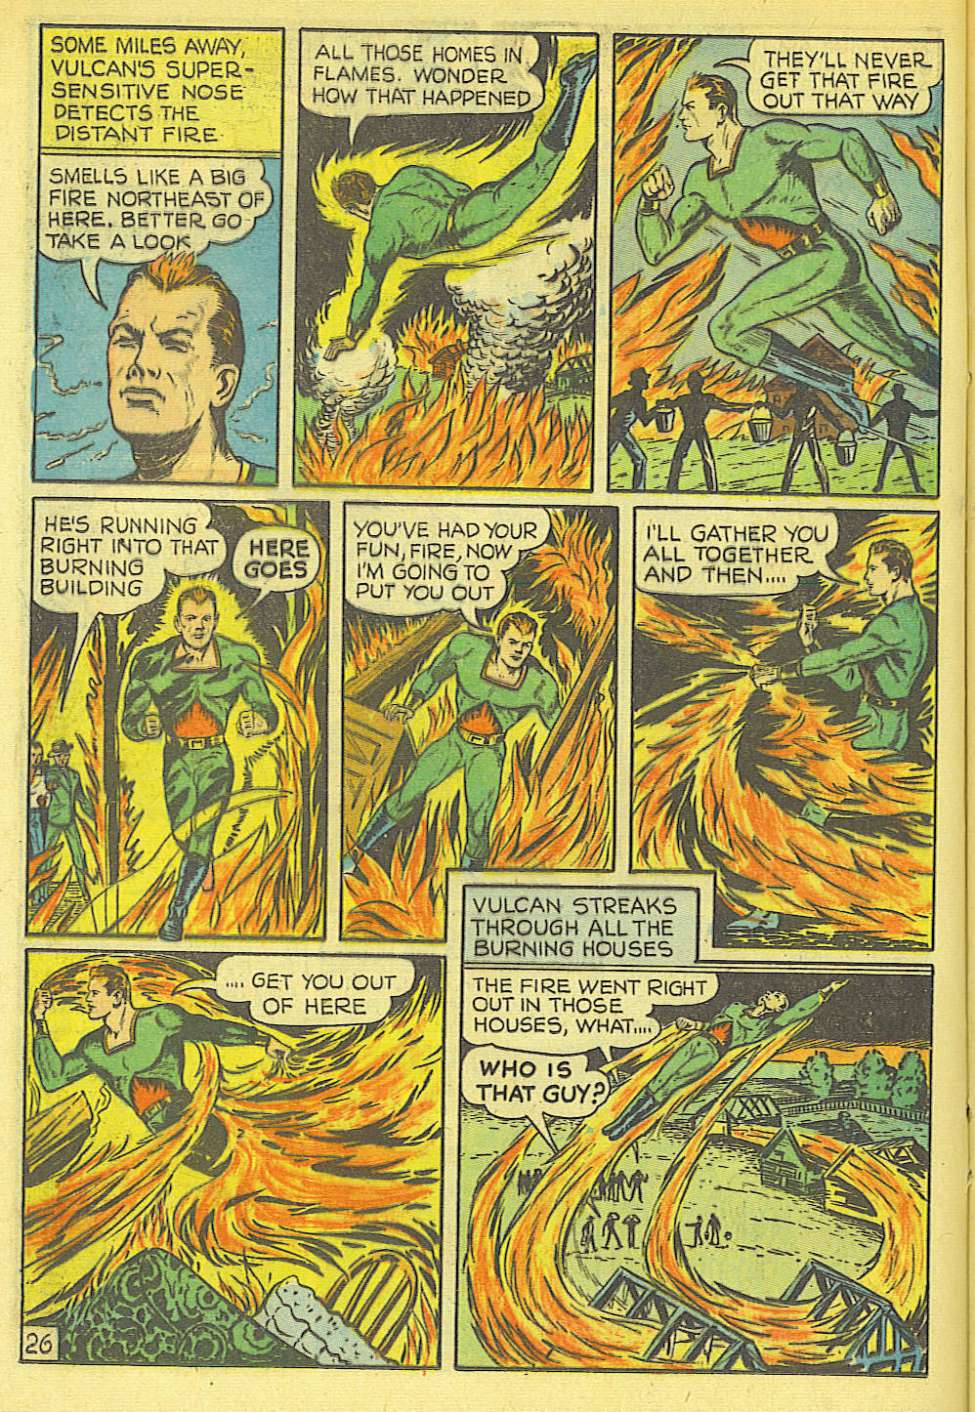 SOME MILES AWAY,
VULCAN'S SUPER-
SENSITIVE NOSE
DETECTS THE
DISTANT FIRE.
SMELLS LIKE A BIG
FIRE NORTHEAST OF
HERE. BETTER GO
TAKE A LOOK
ALL THOSE HOMES IN
FLAMES. WONDER
HOW THAT HAPPENED
THEY'LL NEVER
GET THAT FIRE
OUT THAT WAY
HE'S RUNNING
RIGHT INTO THAT
BURNING
BUILDING
HERE
GOES
YOU'VE HAD YOUR
FUN, FIRE, NOW
I'M GOING TO
PUT YOU OUT
I'LL GATHER YOU
ALL TOGETHER
AND THEN....
.... GET YOU OUT
OF HERE
VULCAN STREAKS
THROUGH ALL THE
BURNING HOUSES
THE FIRE WENT RIGHT
OUT IN THOSE
HOUSES, WHAT....
WHO IS
THAT GUY?
26